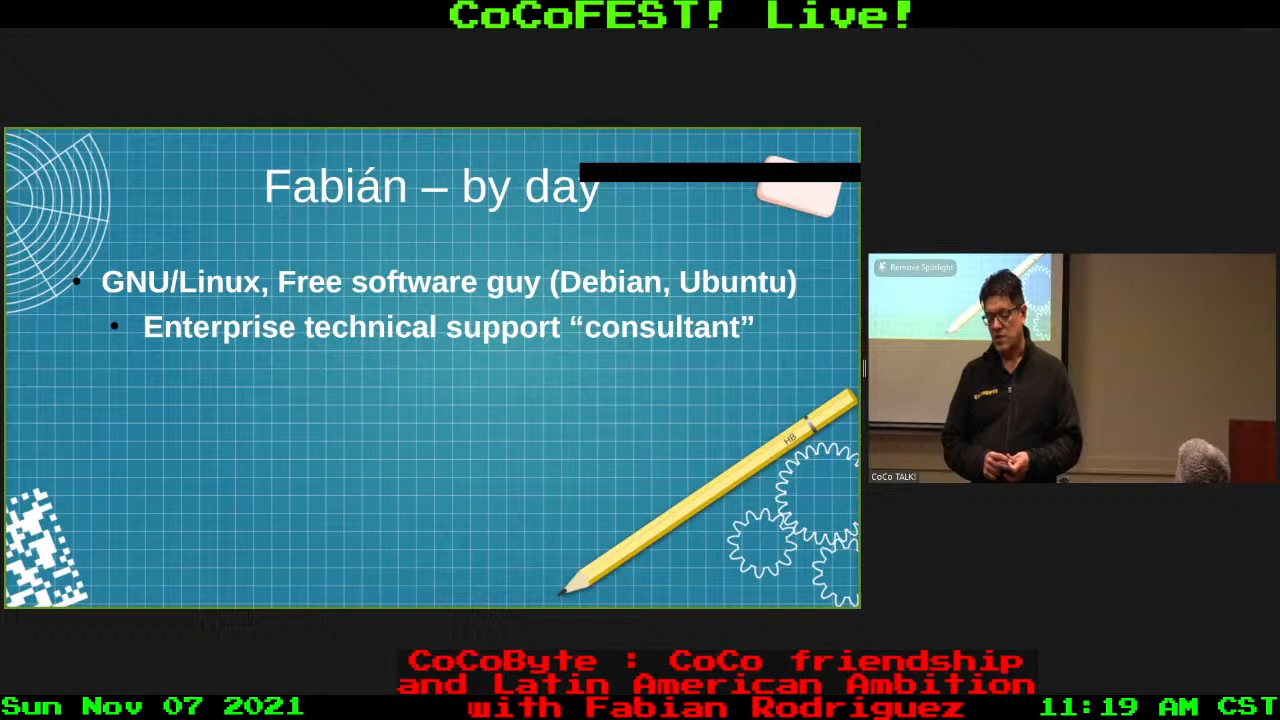 CoCoFEST! Live!
Fabián – by day
• GNU/Linux, Free software guy (Debian, Ubuntu)
• Enterprise technical support “consultant”
HB
Remove Spotlight
CoCo TALK!
CoCoByte : CoCo friendship
and Latin American Ambition
with Fabian Rodriguez
Sun Nov 07 2021
11:19 AM CST